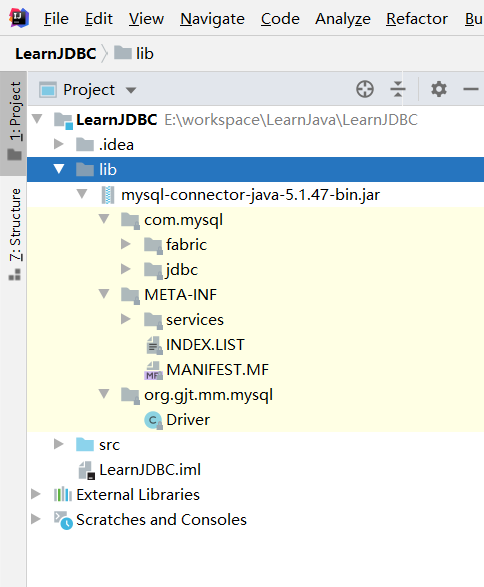 File Edit View Navigate Code Analyze Refactor Bu
LearnJDBC lib
1: Project
7: Structure
Project
LearnJDBC E:\workspace\LearnJava\LearnJDBC
.idea
lib
mysql-connector-java-5.1.47-bin.jar
com.mysql
fabric
jdbc
META-INF
services
INDEX.LIST
MANIFEST.MF
org.gjt.mm.mysql
Driver
src
LearnJDBC.iml
External Libraries
Scratches and Consoles